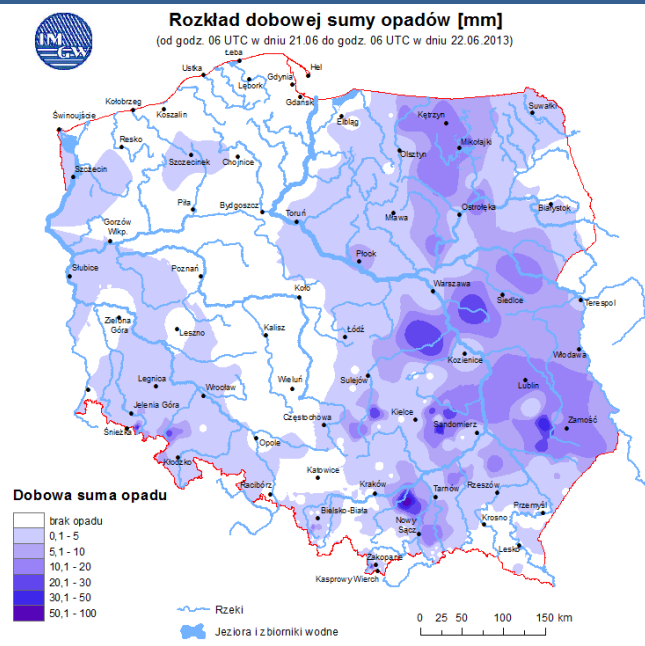 Rozkład dobowej sumy opadów [mm]
(od godz. 06 UTC w dniu 21.06 do godz. 06 UTC w dniu 22.06.2013)
IM
GW
Łeba
Ustka
Hel
Gdynia
Lębork
Gdańsk
Kołobrzeg
Koszalin
Suwałki
Świnoujście
Elbląg
Kętrzyn
Resko
Mikołajki
Szczecinek
Chojnice
Olsztyn
Szczecin
Piła
Bydgoszcz
Toruń
Ostrołęka
Białystok
Mława
Gorzów
Wlkp.
Płock
Słubice
Poznań
Koło
Warszawa
Siedlce
Terespol
Zielona
Góra
Leszno
Kalisz
Łódź
Kozienice
Włodawa
Legnica
Wrocław
Wieluń
Sulejów
Lublin
Jelenia Góra
Kielce
Częstochowa
Sandomierz
Zamość
Śnieżka
Opole
Kłodzko
Katowice
Racibórz
Kraków
Tarnów
Rzeszów
Bielsko-Biała
Przemyśl
Nowy
Sącz
Krosno
Lesko
Zakopane
Kasprowy Wierch
Dobowa suma opadu
brak opadu
0,1 - 5
5,1 - 10
10,1 - 20
20,1 - 30
30,1 - 50
50,1 - 100
Rzeki
Jeziora i zbiorniki wodne
0 25 50 100 150 km